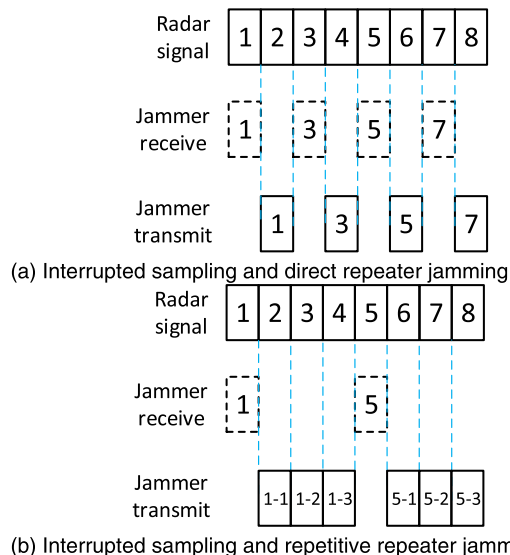 Radar signal 1 2 3 4 5 6 7 8
Jammer receive 1 3 5 7
Jammer transmit 1 3 5 7
(a) Interrupted sampling and direct repeater jamming
Radar signal 1 2 3 4 5 6 7 8
Jammer receive 1 5
Jammer transmit 1-1 1-2 1-3 5-1 5-2 5-3
(b) Interrupted sampling and repetitive repeater jamm